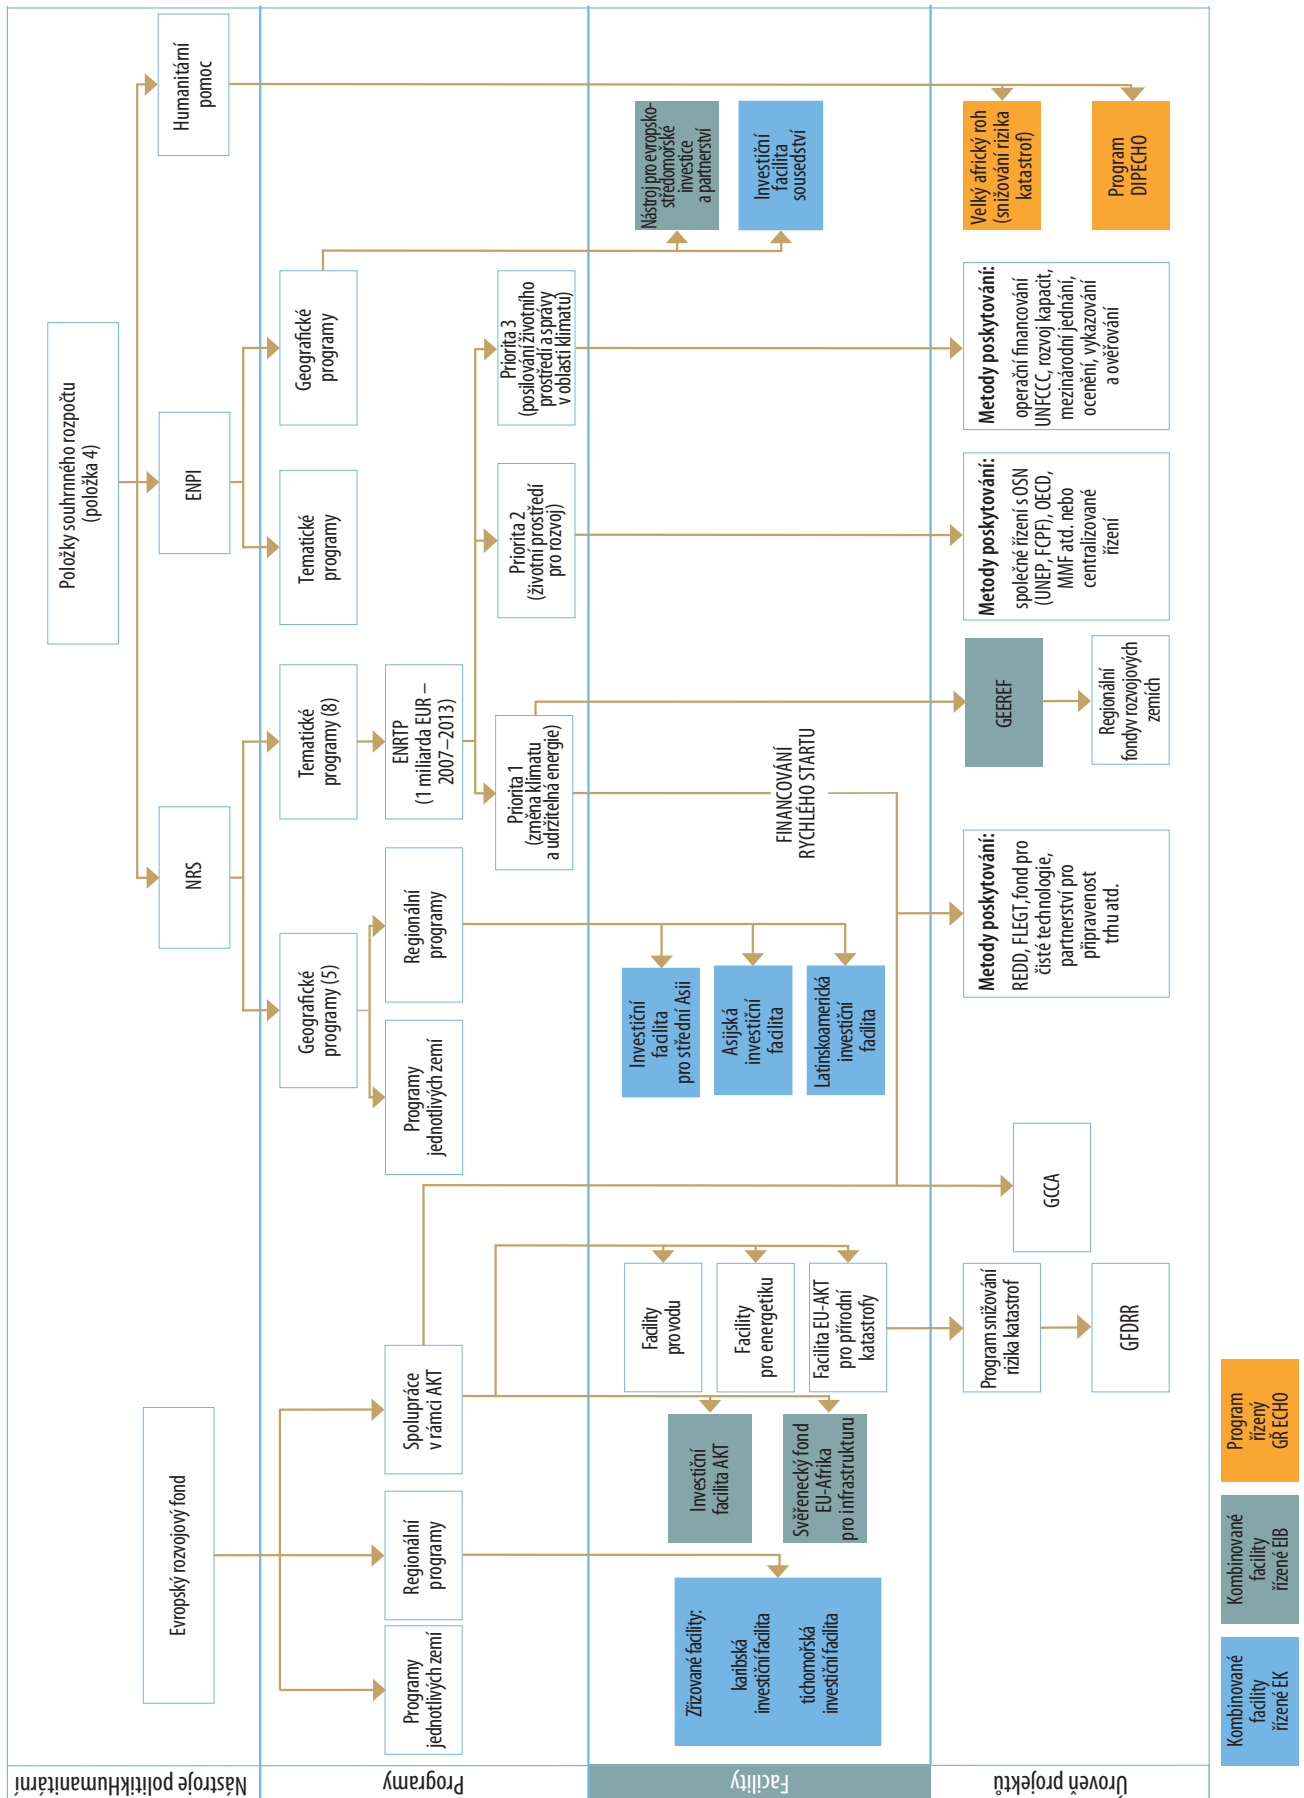 Nástroje politikHumanitární
Evropský rozvojový fond
Položky souhrnného rozpočtu
(položka 4)
NRS
ENPI
Humanitární
pomoc
Programy
Programy
jednotlivých zemí
Regionální
programy
Spolupráce
v rámci AKT
Geografické
programy (5)
Programy
jednotlivých zemí
Regionální
programy
Tematické
programy (8)
ENRTP
(1 miliarda EUR –
2007–2013)
Tematické
programy
Geografické
programy
Priorita 1
(změna klimatu
a udržitelná energie)
Priorita 2
(životní prostředí
pro rozvoj)
Priorita 3
(posilování životního
prostředí a správy
v oblasti klimatu)
Facility
Zřizované facility:
karibská
investiční facilita
tichomořská
investiční facilita
Investiční
facilita AKT
Svěřenecký fond
EU-Afrika
pro infrastrukturu
Facility
pro vodu
Facility
pro energetiku
Facilita EU-AKT
pro přírodní
katastrofy
Investiční
facilita
pro střední Asii
Asijská
investiční
facilita
Latinskoamerická
investiční
facilita
FINANCOVÁNÍ
RYCHLÉHO STARTU
Nástroj pro evropsko-
středomořské
investice
a partnerství
Investiční
facilita
sousedství
Úroveň projektů
Program snižování
rizika katastrof
GFDRR
GCCA
Metody poskytování:
REDD, FLEGT,fond pro
čisté technologie,
partnerství pro
připravenost
trhu atd.
GEEREF
Regionální
fondy rozvojových
zemích
Metody poskytování:
společné řízení s OSN
(UNEP, FCPF), OECD,
MMF atd. nebo
centralizované
řízení
Metody poskytování:
operační financování
UNFCCC, rozvoj kapacit,
mezinárodní jednání,
ocenění, vykazování
a ověřování
Velký africký roh
(snižování rizika
katastrof)
Program
DIPECHO
Kombinované
facility
řízené EK
Kombinované
facility
řízené EIB
Program
řízený
GŘ ECHO